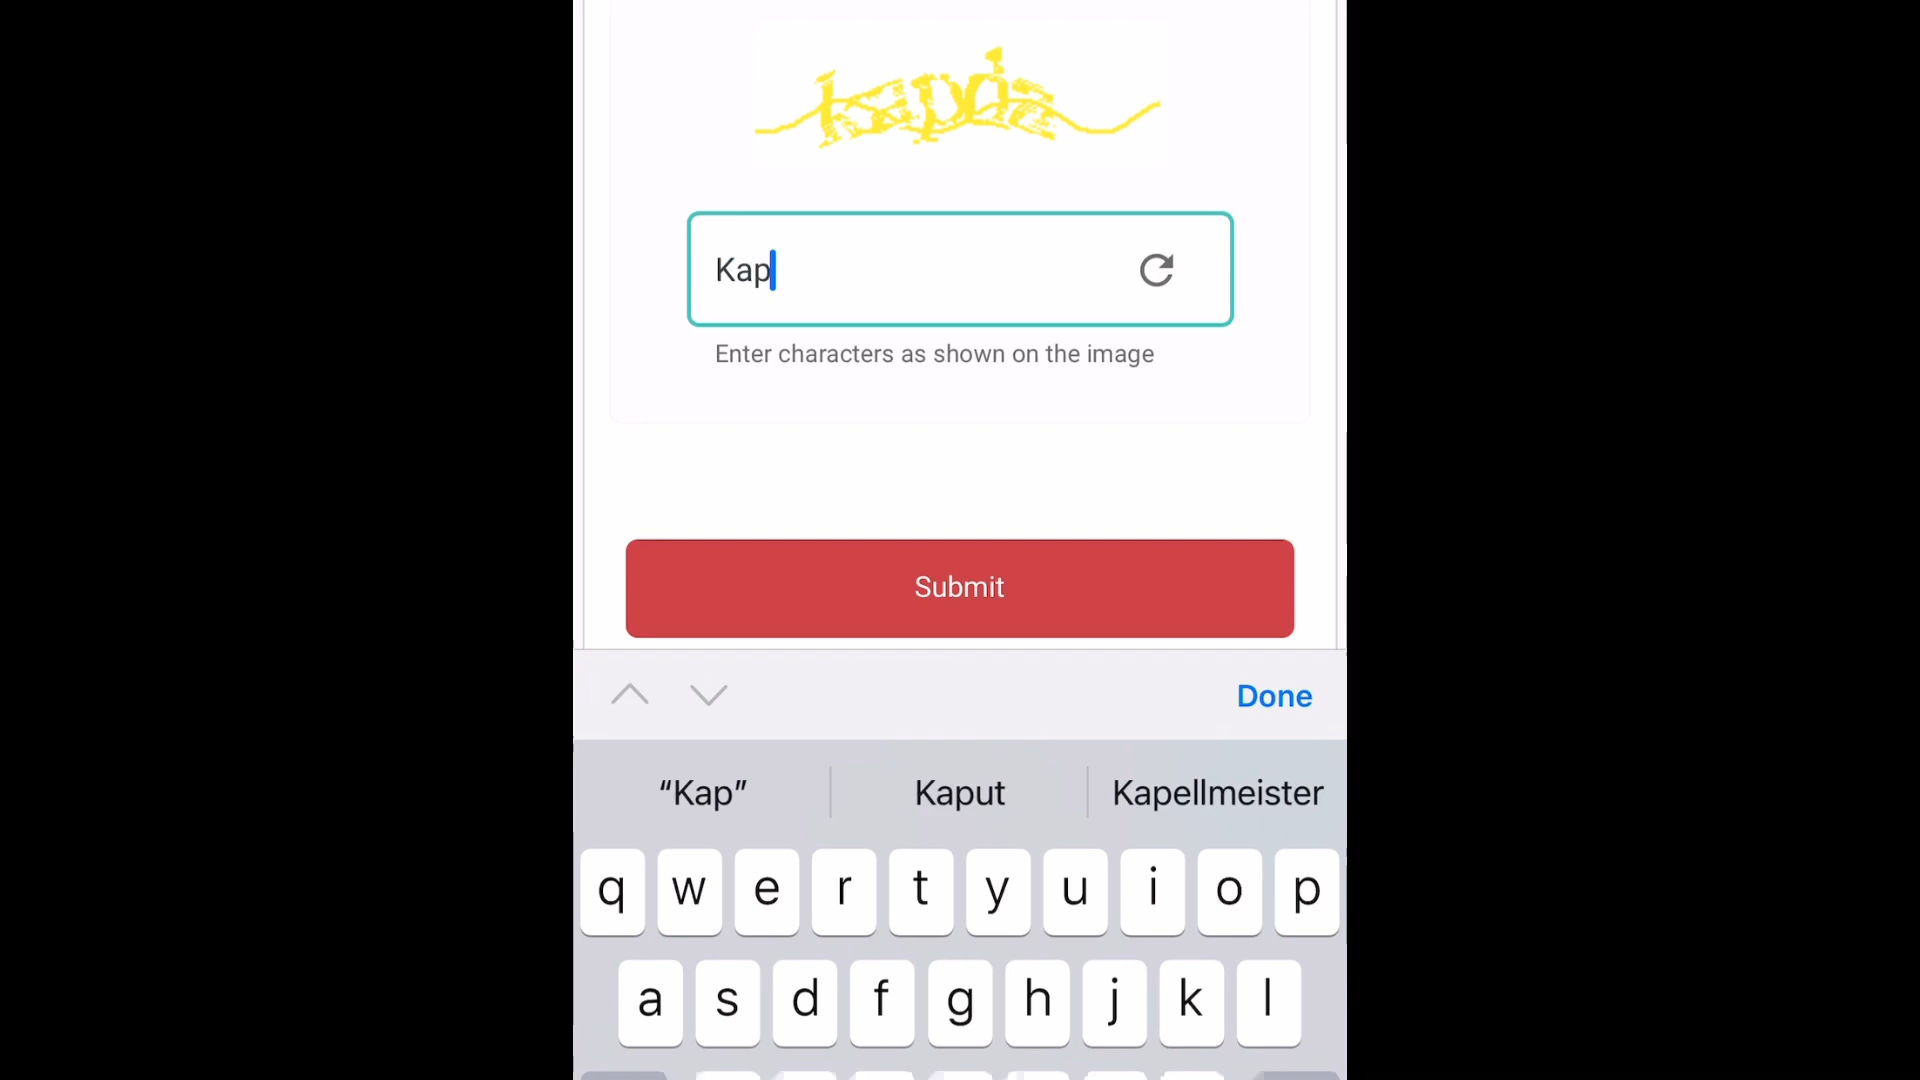 Kap
Enter characters as shown on the image
Submit
Done
“Kap” Kaput Kapellmeister
q w e r t y u i o p
a s d f g h j k l